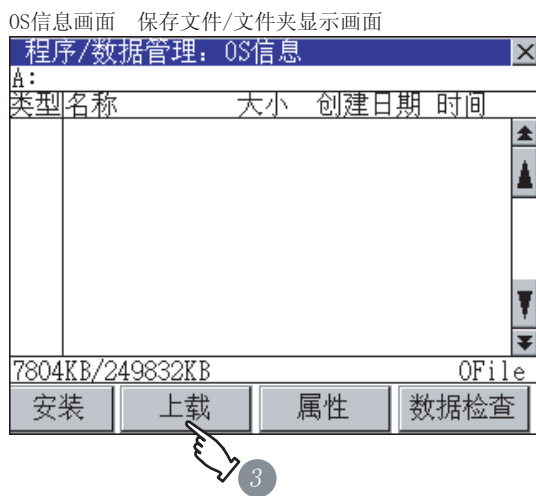 OS信息画面 保存文件/文件夹显示画面
程序/数据管理: OS信息 ×
A:
类型 名称 大小 创建日期 时间
7804KB/249832KB 0File
安装 上载 属性 数据检查
3